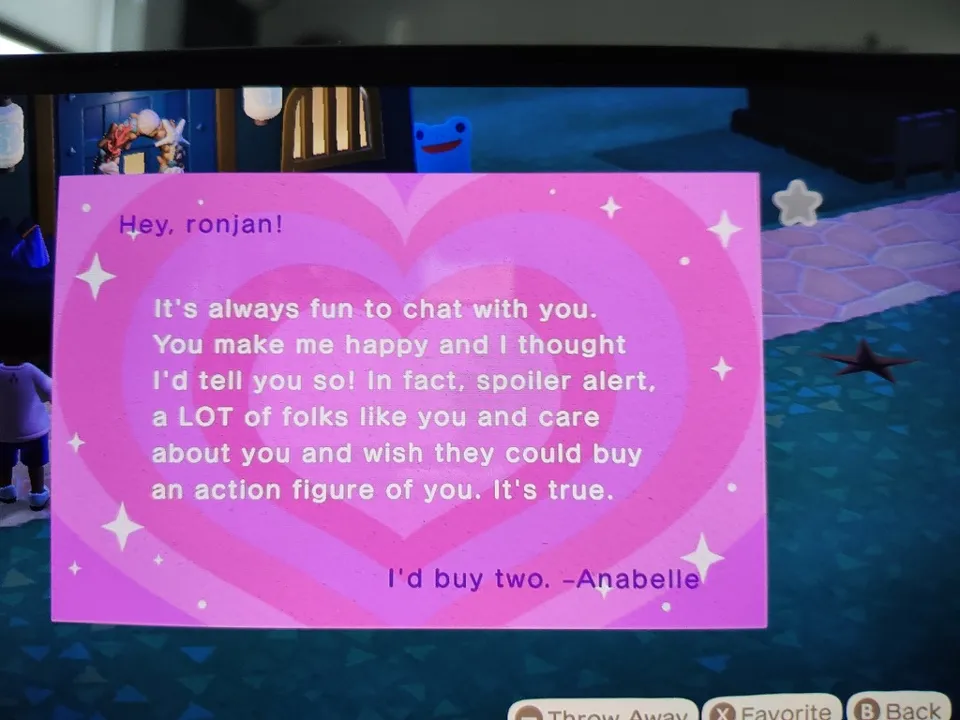 Hey, ronjan!
It's always fun to chat with you.
You make me happy and I thought
I'd tell you so! In fact, spoiler alert,
a LOT of folks like you and care
about you and wish they could buy
an action figure of you. It's true.
I'd buy two. –Anabelle
Throw Away X Favorite B Back